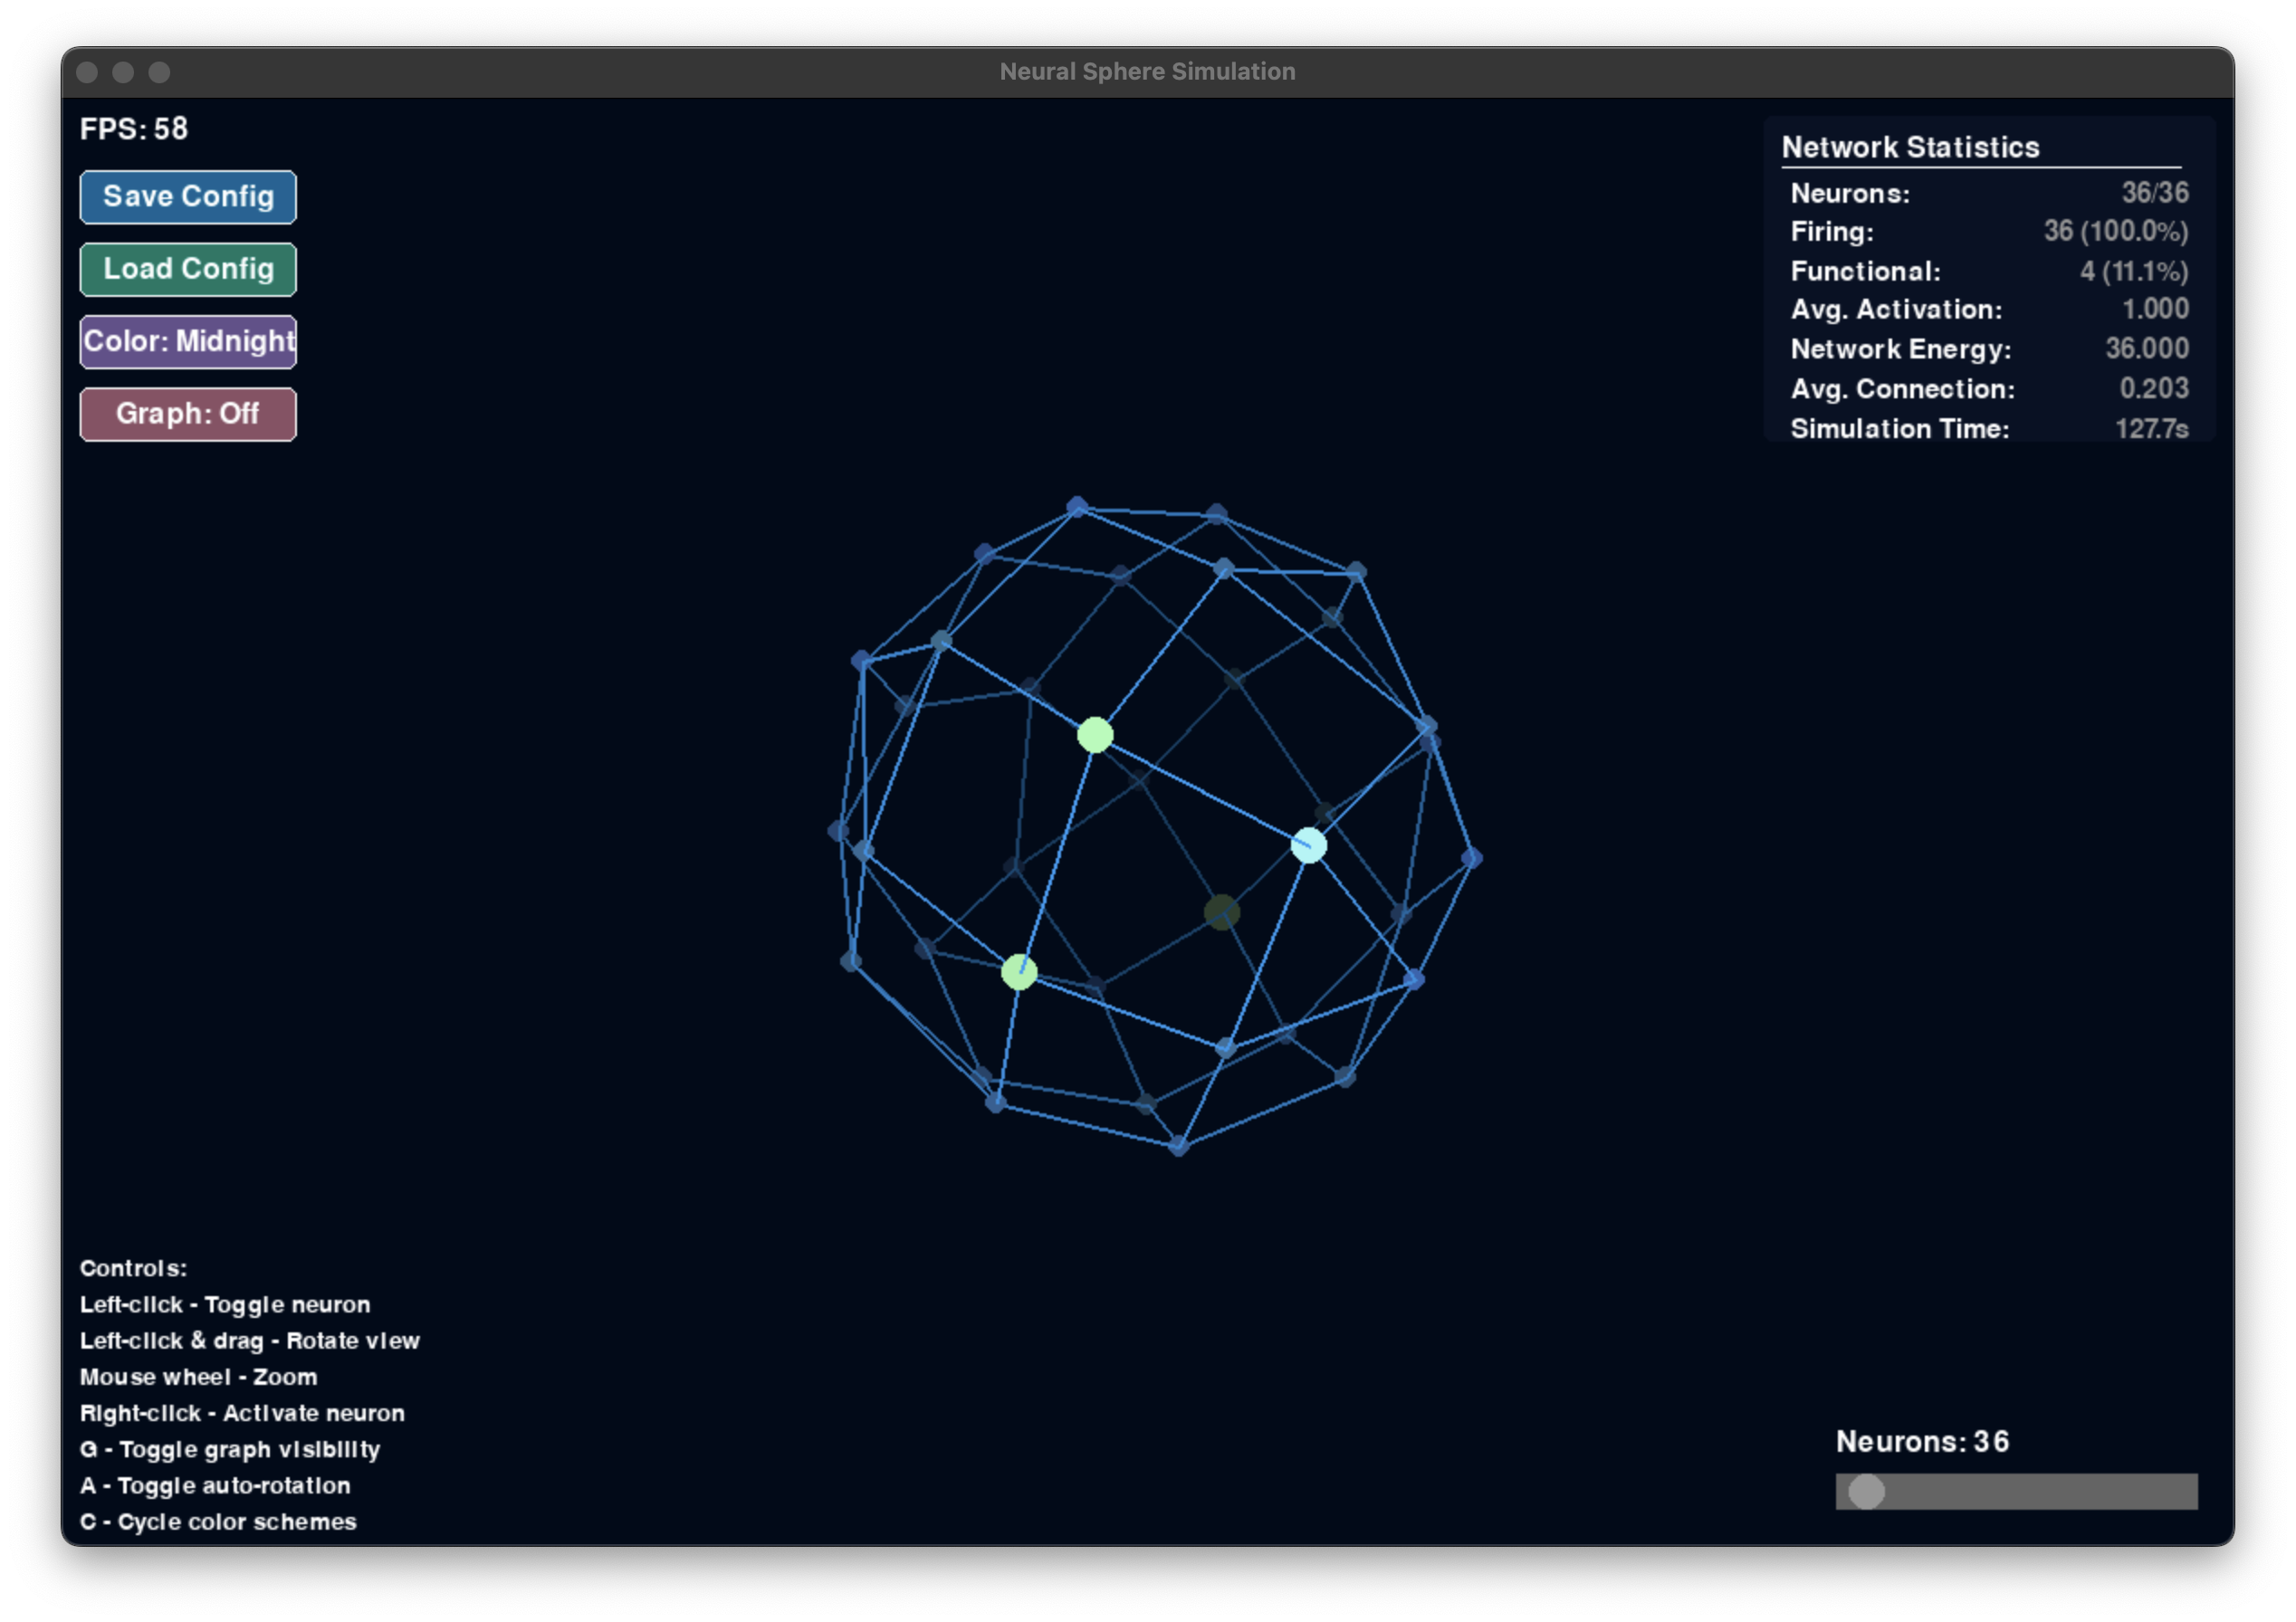 Neural Sphere Simulation
FPS: 58
Save Config
Load Config
Color: Midnight
Graph: Off
Network Statistics
Neurons: 36/36
Firing: 36 (100.0%)
Functional: 4 (11.1%)
Avg. Activation: 1.000
Network Energy: 36.000
Avg. Connection: 0.203
Simulation Time: 127.7s
Controls:
Left-click - Toggle neuron
Left-click & drag - Rotate view
Mouse wheel - Zoom
Right-click - Activate neuron
G - Toggle graph visibility
A - Toggle auto-rotation
C - Cycle color schemes
Neurons: 36